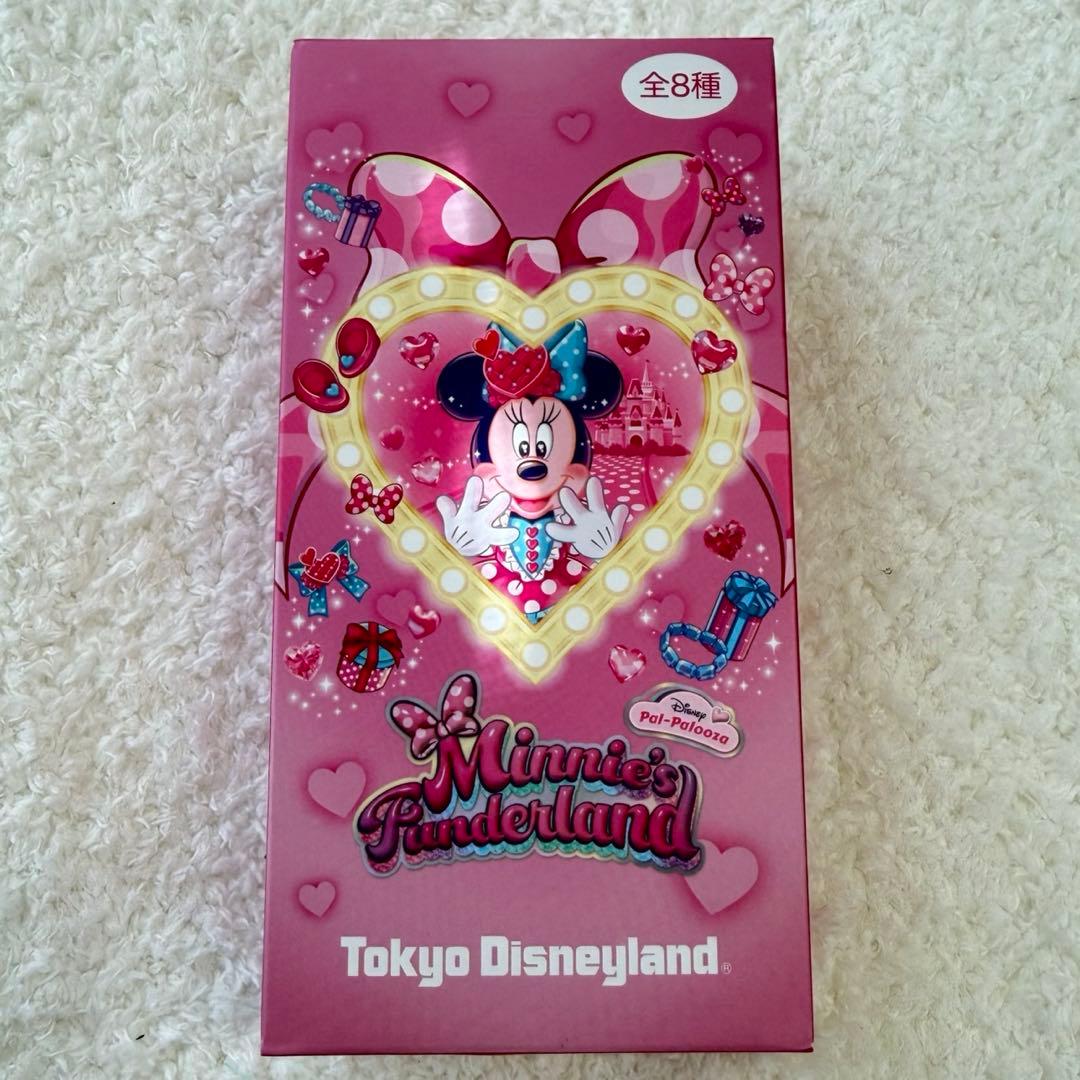 全8種
Disney
Pal-Palooza
Minnie's
Funderland
Tokyo Disneyland®